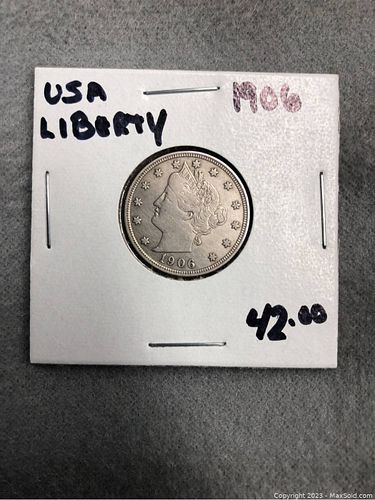 USA
1906
LIBERTY
1906
42.00
Copyright © 2023 - MaxSold.com